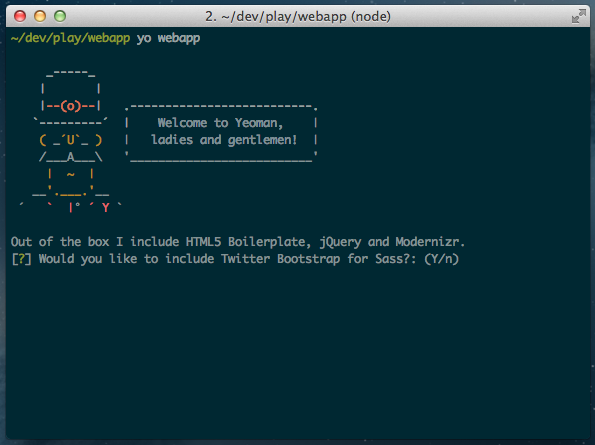 2. ~/dev/play/webapp (node)
~/dev/play/webapp yo webapp
     _-----_
    |       |
    |--(o)--|   .--------------------------.
   `---------´  |    Welcome to Yeoman,    |
    ( _´U`_ )   |   ladies and gentlemen!  |
    /___A___\   '__________________________'
     |  ~  |
   __'.___.'__
 ´   `  |° ´ Y `
Out of the box I include HTML5 Boilerplate, jQuery and Modernizr.
[?] Would you like to include Twitter Bootstrap for Sass?: (Y/n)